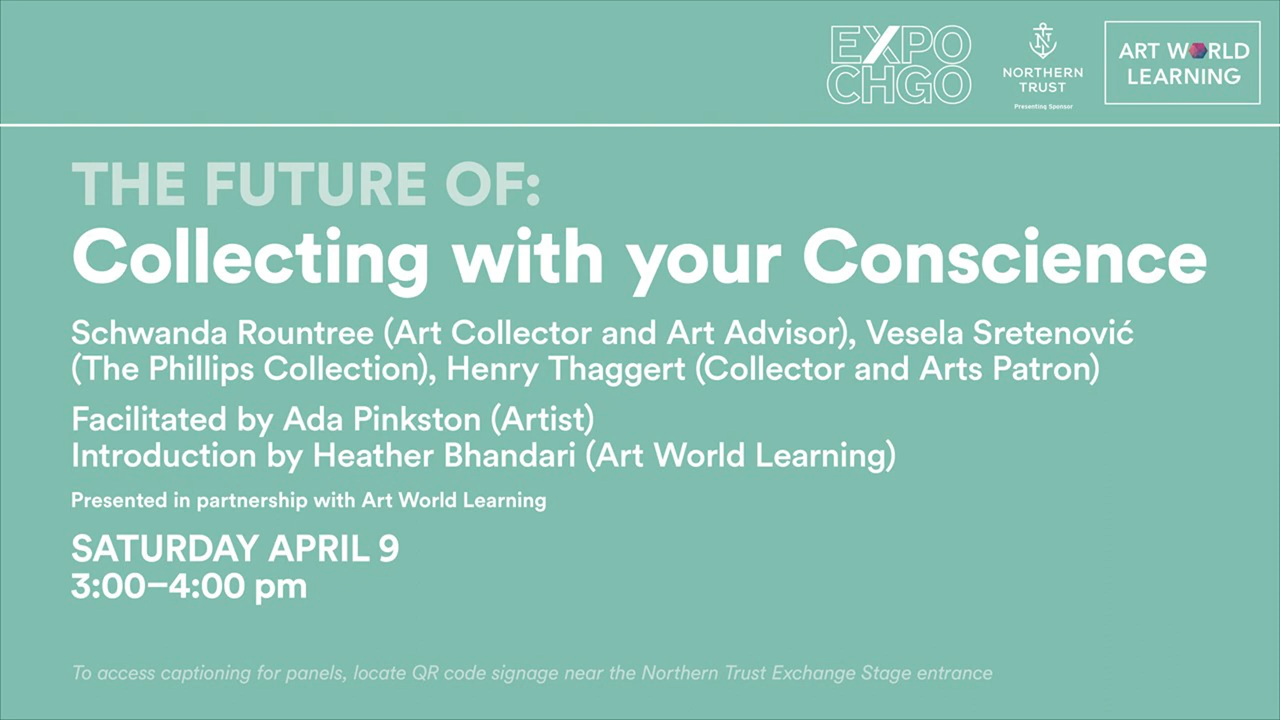 EXPO
CHGO
NORTHERN
TRUST
Presenting Sponsor
ART WORLD
LEARNING
THE FUTURE OF:
Collecting with your Conscience
Schwanda Rountree (Art Collector and Art Advisor), Vesela Sretenović
(The Phillips Collection), Henry Thaggert (Collector and Arts Patron)
Facilitated by Ada Pinkston (Artist)
Introduction by Heather Bhandari (Art World Learning)
Presented in partnership with Art World Learning
SATURDAY APRIL 9
3:00–4:00 pm
To access captioning for panels, locate QR code signage near the Northern Trust Exchange Stage entrance